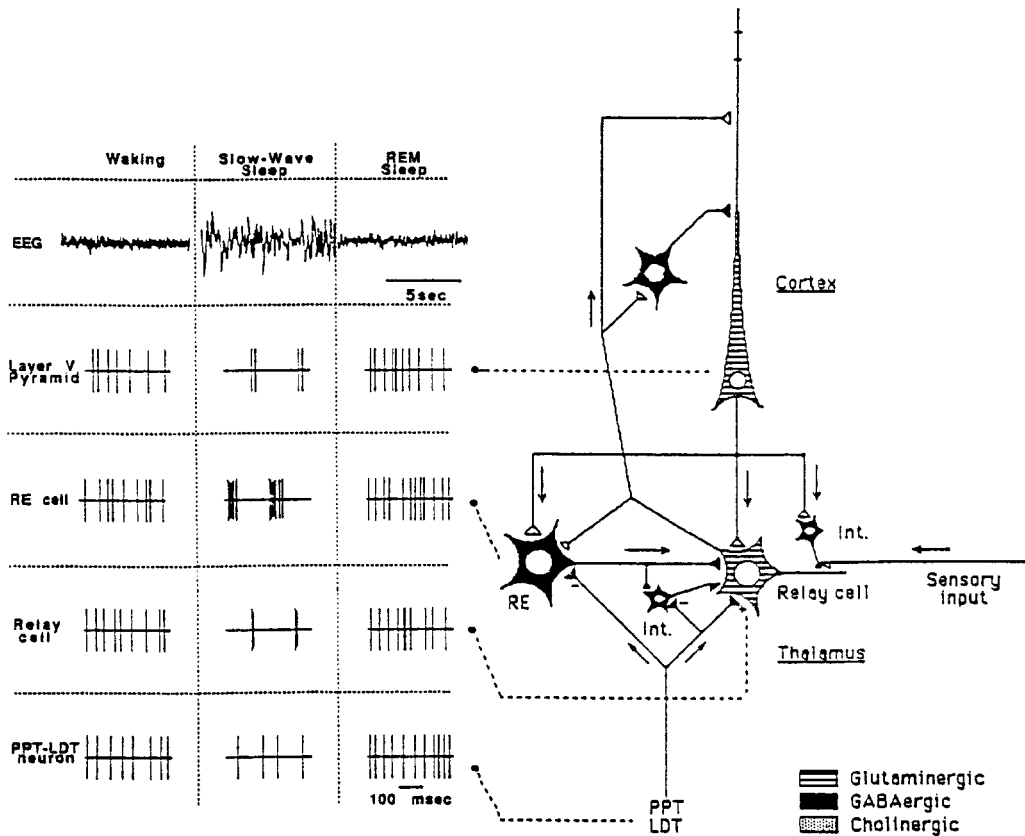 Waking
Slow-Wave
Sleep
REM
Sleep
EEG
5sec
Layer V
Pyramid
RE cell
Relay
cell
PPT-LDT
neuron
100 msec
Cortex
Int.
RE
Relay cell
Sensory
input
Int.
Thalamus
PPT
LDT
Glutaminergic
GABAergic
Cholinergic